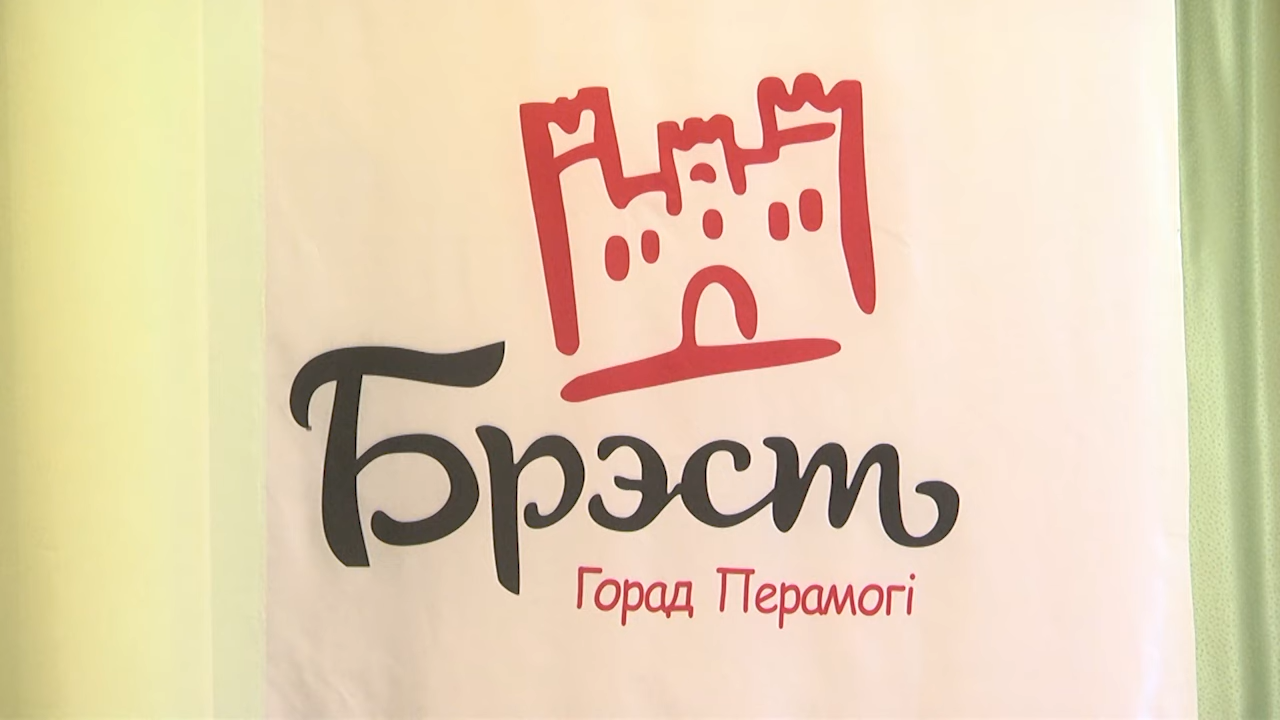 Брэст
Горад Перамогі